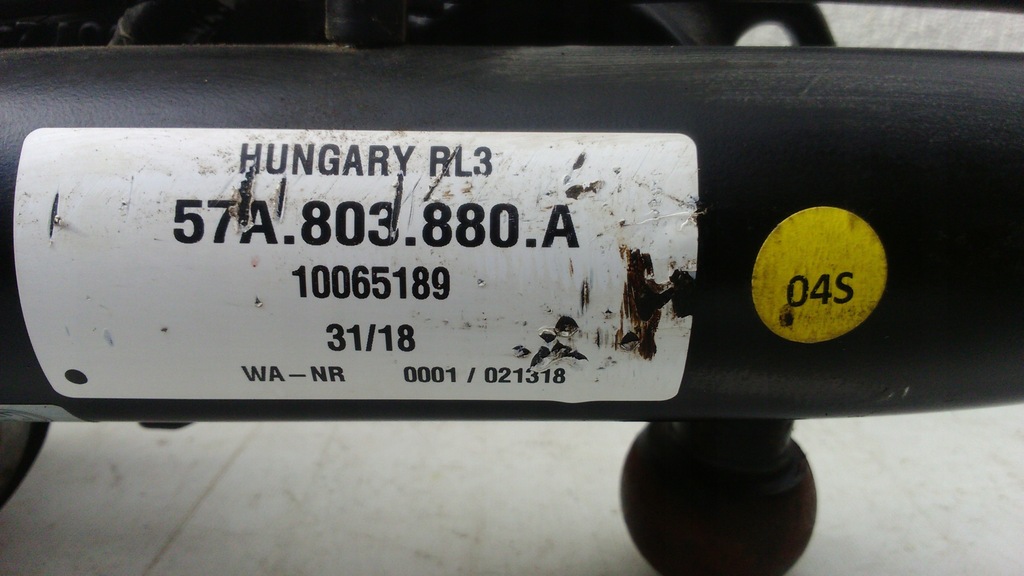 HUNGARY RL3
57A.803.880.A
10065189
31/18
WA-NR 0001 / 021318
04S